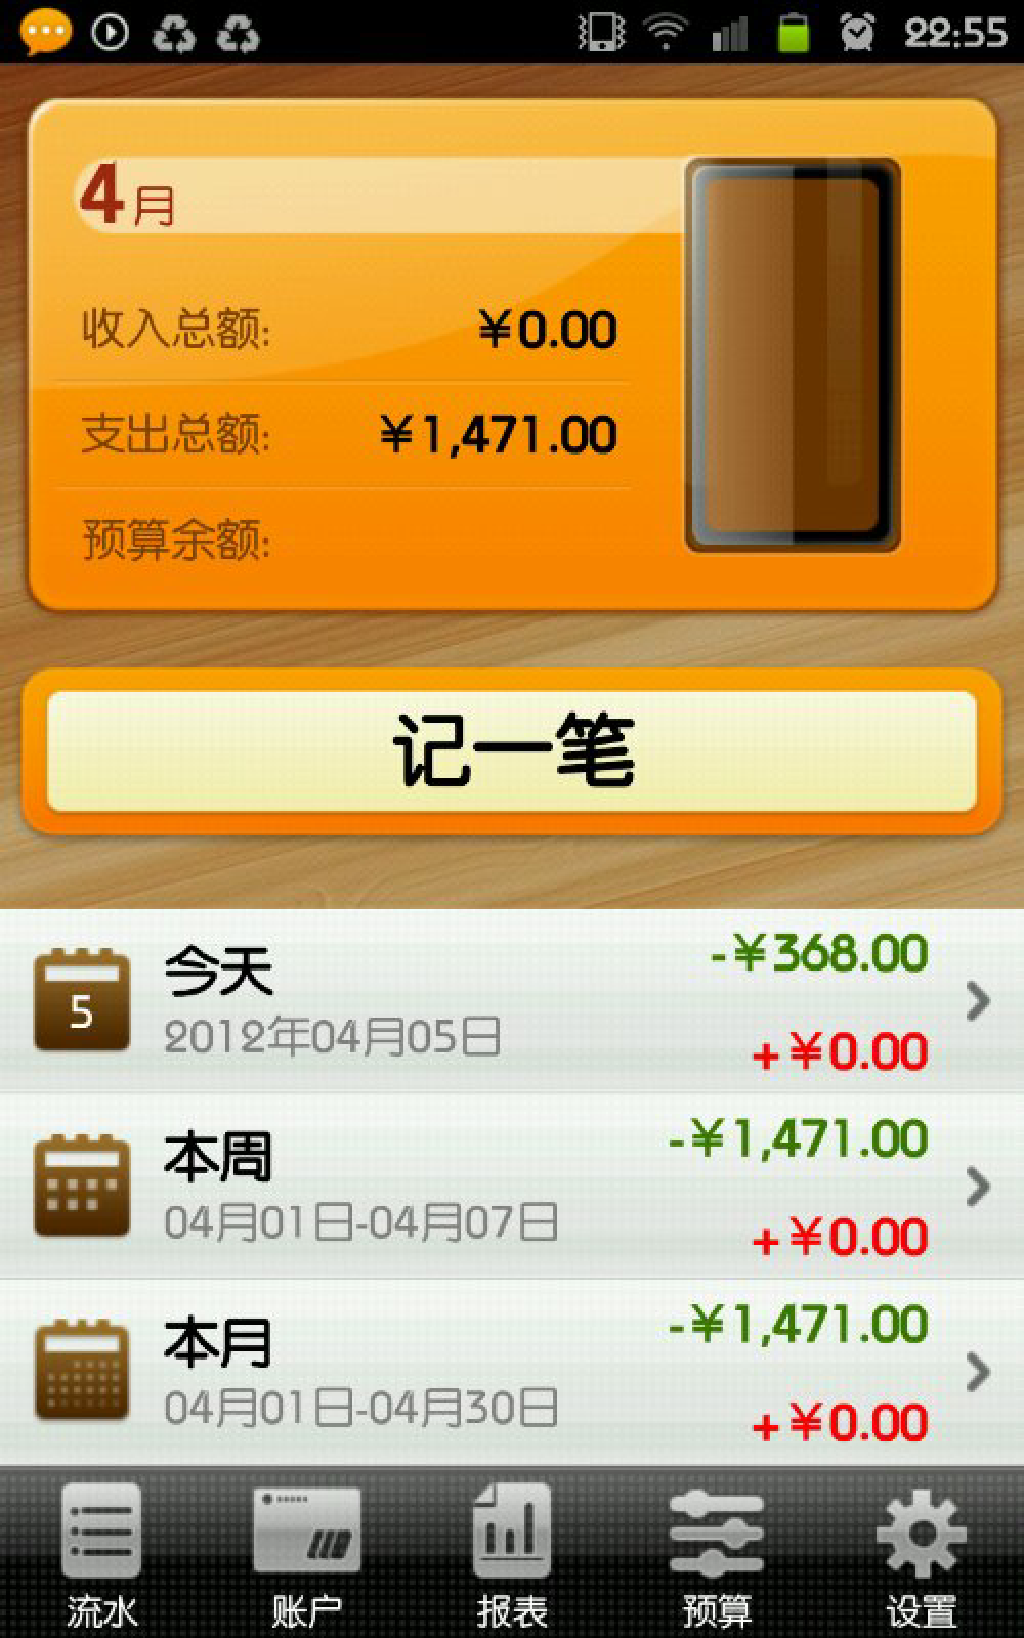 22:55
4月
收入总额: ¥0.00
支出总额: ¥1,471.00
预算余额:
记一笔
5
今天
2012年04月05日
-¥368.00
+¥0.00
本周
04月01日-04月07日
-¥1,471.00
+¥0.00
本月
04月01日-04月30日
-¥1,471.00
+¥0.00
流水 账户 报表 预算 设置